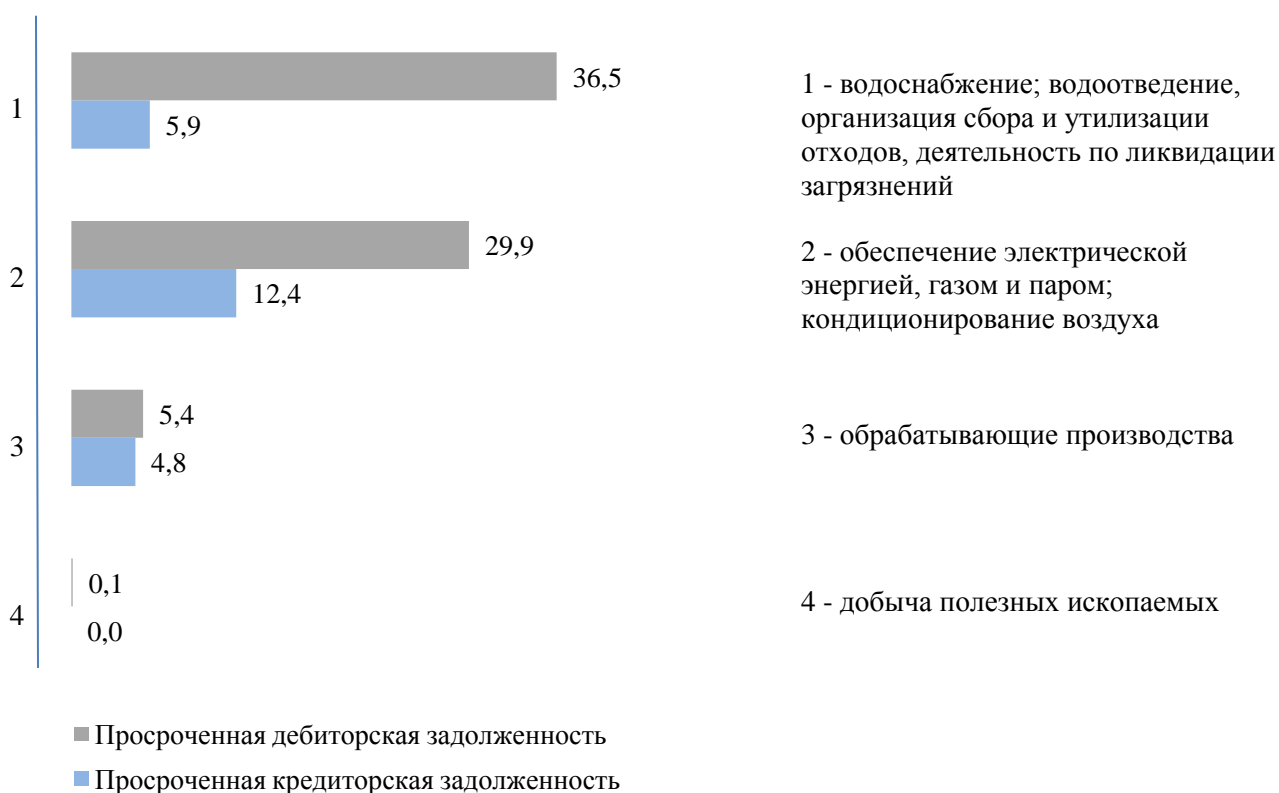 1
36,5
5,9
1 - водоснабжение; водоотведение,
организация сбора и утилизации
отходов, деятельность по ликвидации
загрязнений
2
29,9
12,4
2 - обеспечение электрической
энергией, газом и паром;
кондиционирование воздуха
3
5,4
4,8
3 - обрабатывающие производства
4
0,1
0,0
4 - добыча полезных ископаемых
Просроченная дебиторская задолженность
Просроченная кредиторская задолженность